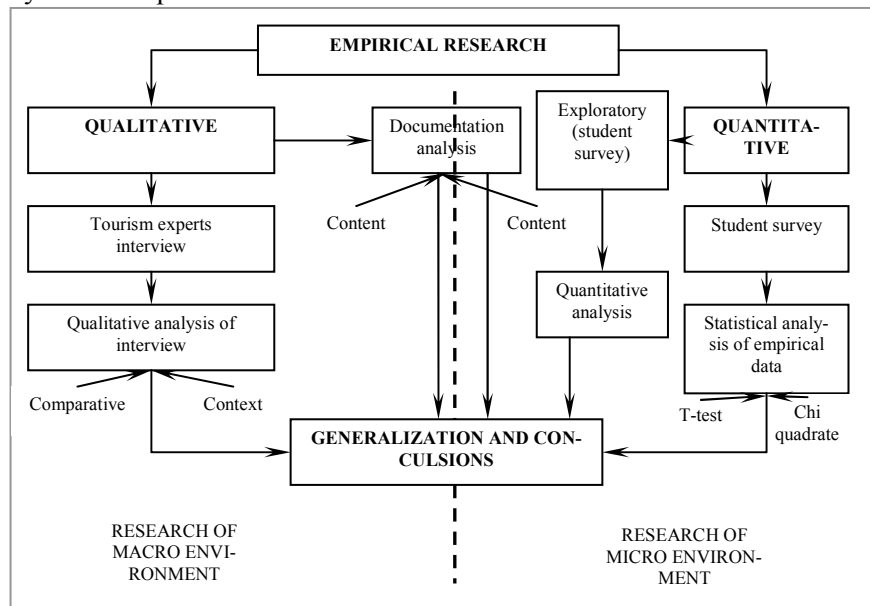 EMPIRICAL RESEARCH
QUALITATIVE
Documentation
analysis
Exploratory
(student
survey)
QUANTITA-
TIVE
Tourism experts
interview
Content
Content
Student survey
Quantitative
analysis
Qualitative analysis of
interview
Statistical analy-
sis of empirical
data
Comparative
Context
T-test
Chi
quadrate
GENERALIZATION AND CON-
CULSIONS
RESEARCH OF
MACRO ENVI-
RONMENT
RESEARCH OF
MICRO ENVIRON-
MENT